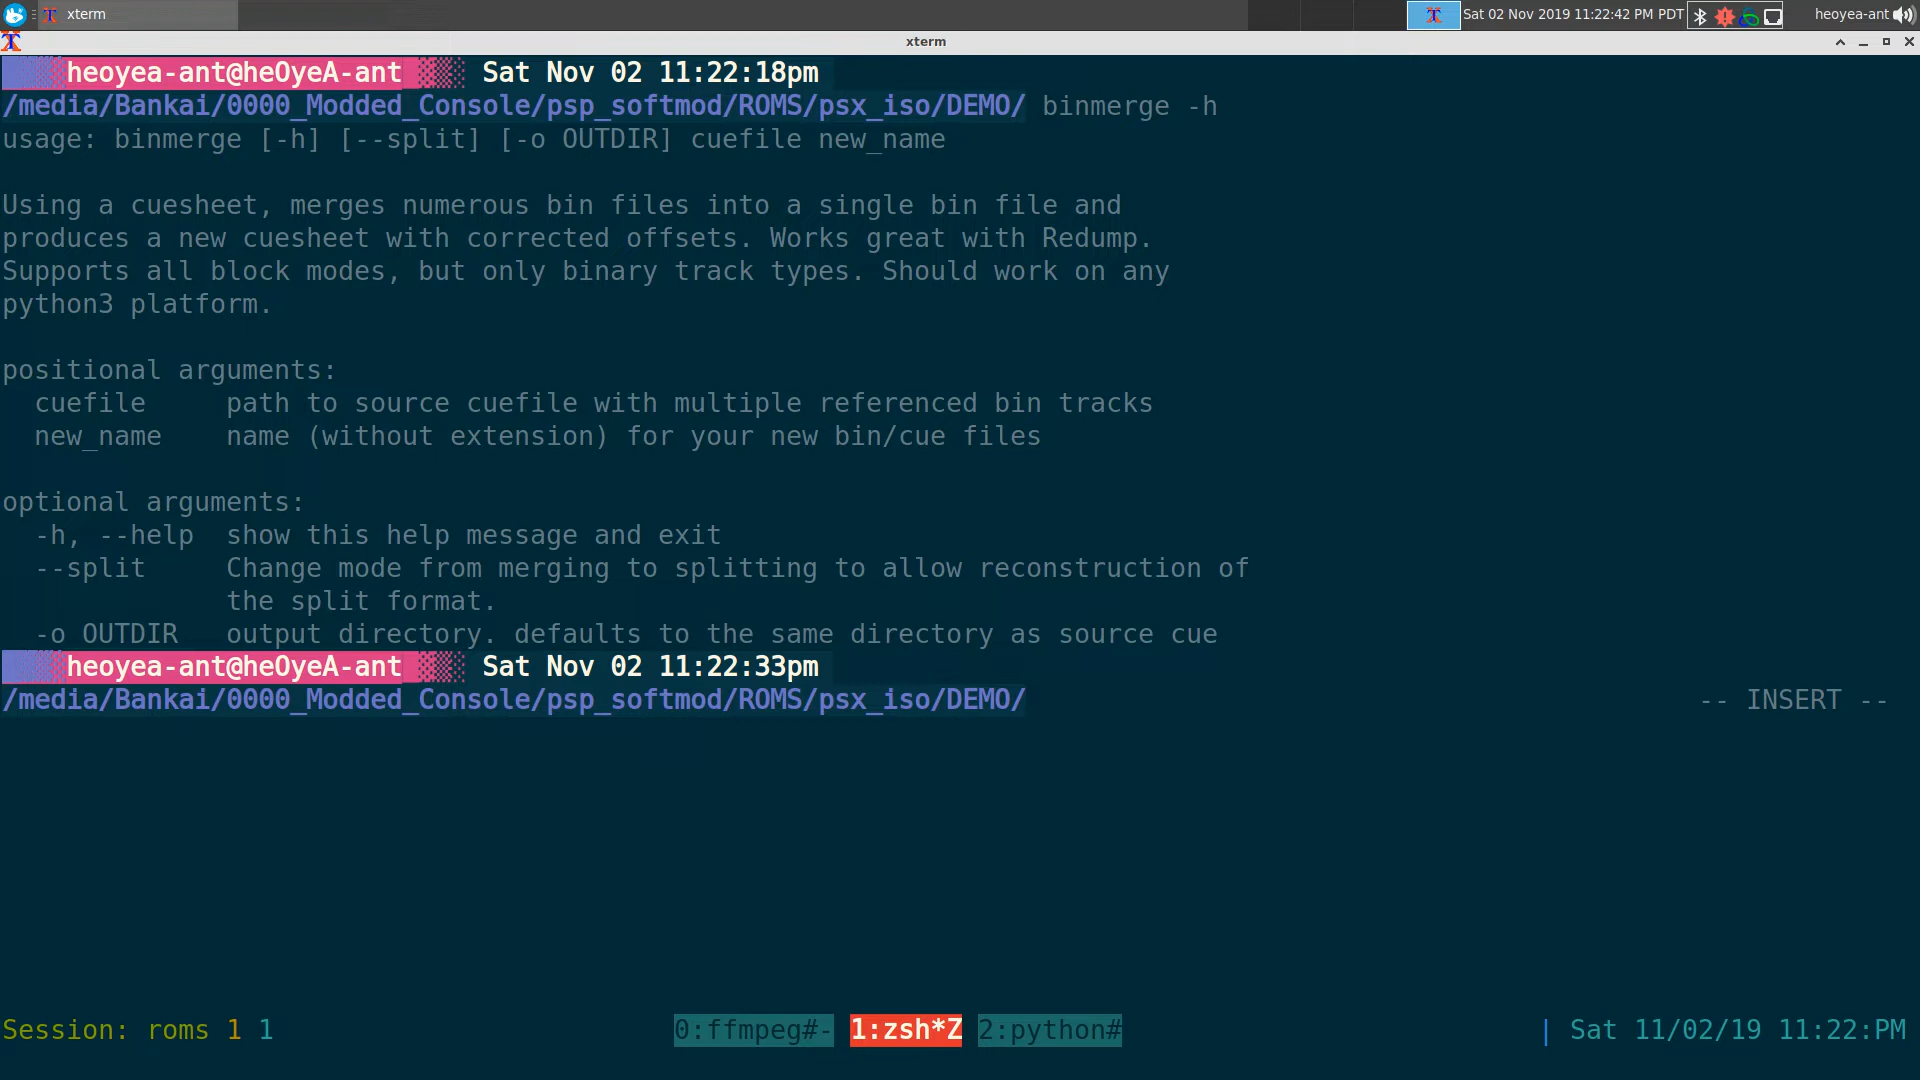 xterm
Sat 02 Nov 2019 11:22:42 PM PDT
heoyea-ant
xterm
heoyea-ant@heOyeA-ant Sat Nov 02 11:22:18pm
/media/Bankai/0000_Modded_Console/psp_softmod/ROMS/psx_iso/DEMO/ binmerge -h
usage: binmerge [-h] [--split] [-o OUTDIR] cuefile new_name
Using a cuesheet, merges numerous bin files into a single bin file and
produces a new cuesheet with corrected offsets. Works great with Redump.
Supports all block modes, but only binary track types. Should work on any
python3 platform.
positional arguments:
cuefile path to source cuefile with multiple referenced bin tracks
new_name name (without extension) for your new bin/cue files
optional arguments:
-h, --help show this help message and exit
--split Change mode from merging to splitting to allow reconstruction of
the split format.
-o OUTDIR output directory. defaults to the same directory as source cue
heoyea-ant@heOyeA-ant Sat Nov 02 11:22:33pm
/media/Bankai/0000_Modded_Console/psp_softmod/ROMS/psx_iso/DEMO/ -- INSERT --
Session: roms 1 1 0:ffmpeg#- 1:zsh*Z 2:python# | Sat 11/02/19 11:22:PM